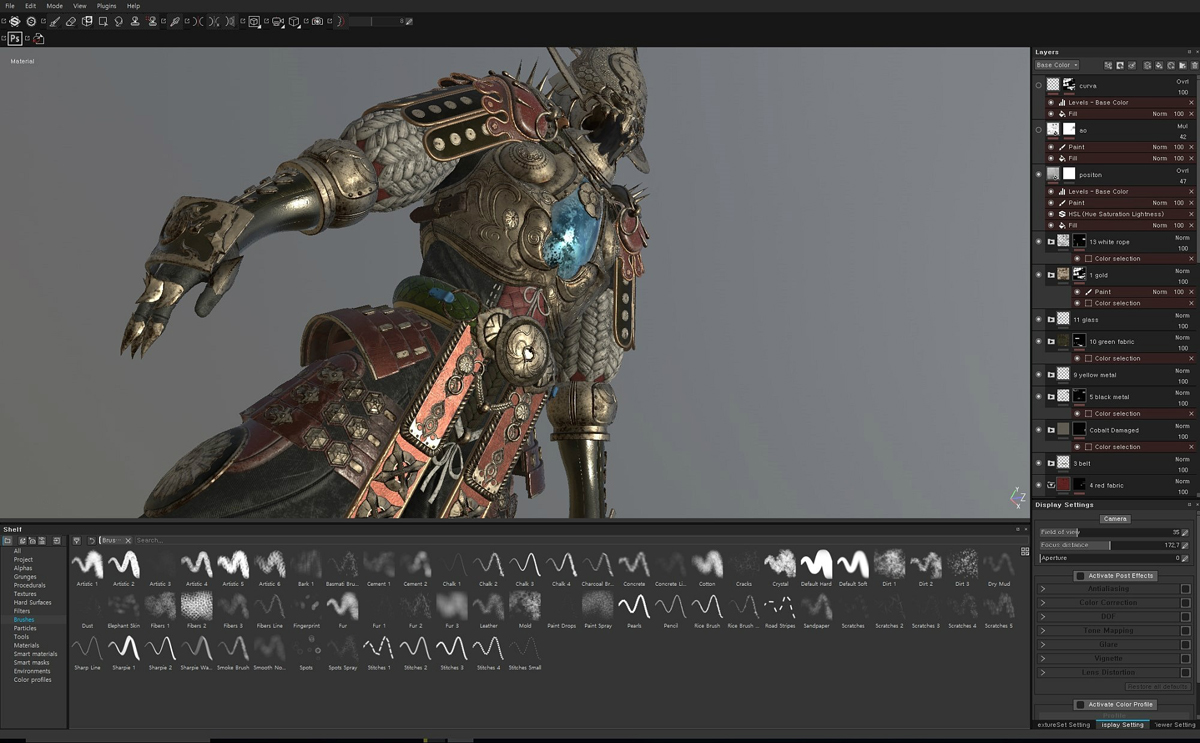 File Edit Mode View Plugins Help
Ps
Material
Layers
Base Color
curva Ovrl 100
Levels - Base Color
Fill Norm 100
ao Mul 42
Paint Norm 100
Fill Norm 100
positon Ovrl 47
Levels - Base Color
Paint Norm 100
HSL (Hue Saturation Lightness)
Fill Norm 100
13 white rope Norm 100
Color selection
1 gold Norm 100
Paint Norm 100
Color selection
11 glass Norm 100
10 green fabric Norm 100
Color selection
9 yellow metal Norm 100
5 black metal Norm 100
Color selection
Cobalt Damaged Norm 100
Color selection
3 belt Norm 100
4 red fabric Norm 100
Y Z X
Display Settings
Camera
Field of view 35
Focus distance 172,7
Aperture 0
Activate Post Effects
Antialiasing
Color Correction
DOF
Tone Mapping
Glare
Vignette
Lens Distortion
Restore all defaults
Activate Color Profile
extureSet Setting isplay Setting iewer Setting
Shelf
Brus... Search...
All
Project
Alphas
Grunges
Procedurals
Textures
Hard Surfaces
Filters
Brushes
Particles
Tools
Materials
Smart materials
Smart masks
Environments
Color profiles
Artistic 1 Artistic 2 Artistic 3 Artistic 4 Artistic 5 Artistic 6 Bark 1 Basmati Bru... Cement 1 Cement 2 Chalk 1 Chalk 2 Chalk 3 Chalk 4 Charcoal Br... Concrete Concrete Li... Cotton Cracks Crystal Default Hard Default Soft Dirt 1 Dirt 2 Dirt 3 Dry Mud
Dust Elephant Skin Fibers 1 Fibers 2 Fibers 3 Fibers Line Fingerprint Fur Fur 1 Fur 2 Fur 3 Leather Mold Paint Drops Paint Spray Pearls Pencil Rice Brush Rice Brush ... Road Stripes Sandpaper Scratches Scratches 2 Scratches 3 Scratches 4 Scratches 5
Sharp Line Sharpie 1 Sharpie 2 Sharpie Wa... Smoke Brush Smooth No... Spots Spots Spray Stitches 1 Stitches 2 Stitches 3 Stitches 4 Stitches Small